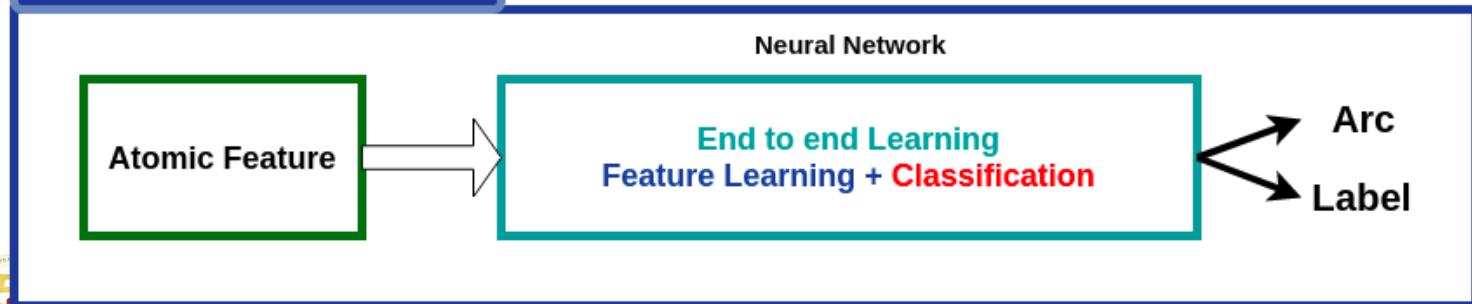 Neural Network
Atomic Feature
End to end Learning
Feature Learning + Classification
Arc
Label